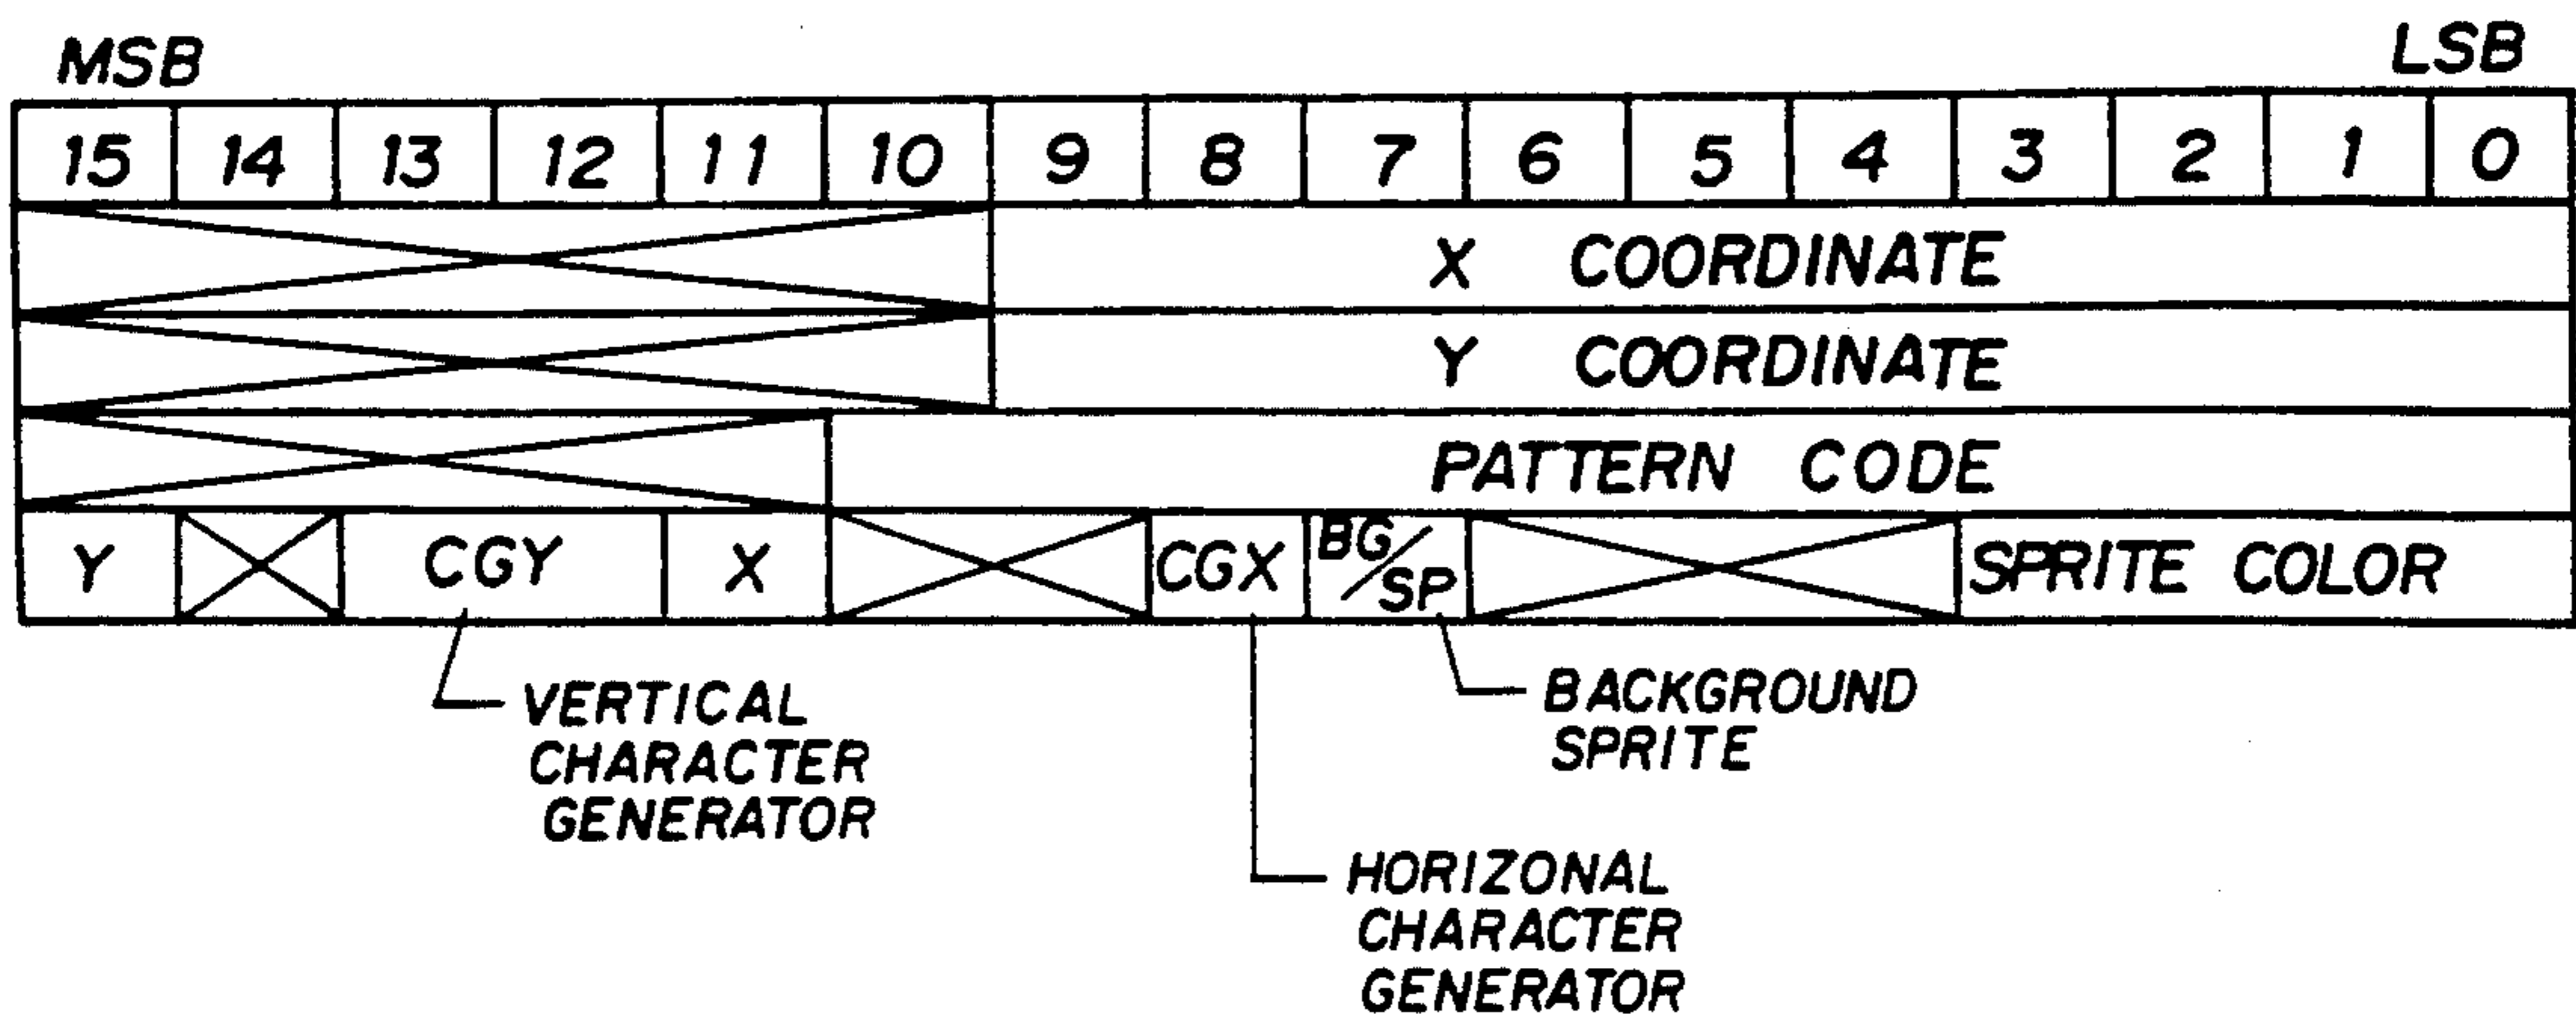 MSB LSB
15 14 13 12 11 10 9 8 7 6 5 4 3 2 1 0
X COORDINATE
Y COORDINATE
PATTERN CODE
Y CGY X CGX BG/SP SPRITE COLOR
VERTICAL
CHARACTER
GENERATOR
BACKGROUND
SPRITE
HORIZONAL
CHARACTER
GENERATOR